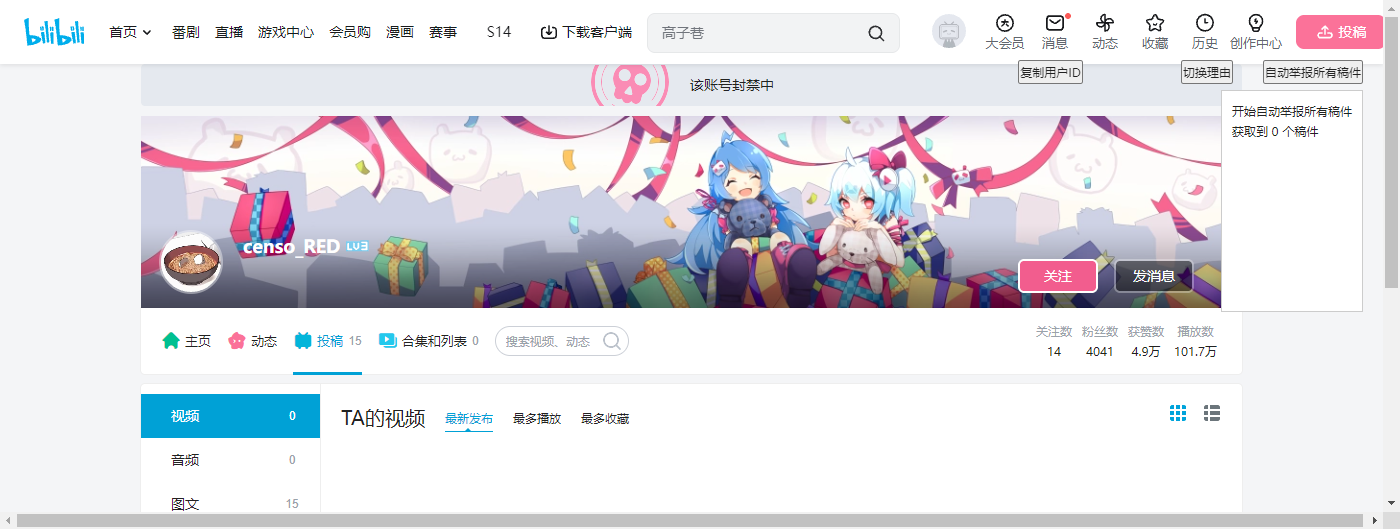 bilibili 首页 番剧 直播 游戏中心 会员购 漫画 赛事 S14 下载客户端 高子巷 大会员 消息 动态 收藏 历史 创作中心 投稿
该账号封禁中
复制用户ID 切换理由 自动举报所有稿件
开始自动举报所有稿件
获取到 0 个稿件
censo_RED LV3
关注 发消息
主页 动态 投稿 15 合集和列表 0 搜索视频、动态
关注数 粉丝数 获赞数 播放数
14 4041 4.9万 101.7万
视频 0
TA的视频 最新发布 最多播放 最多收藏
音频 0
图文 15